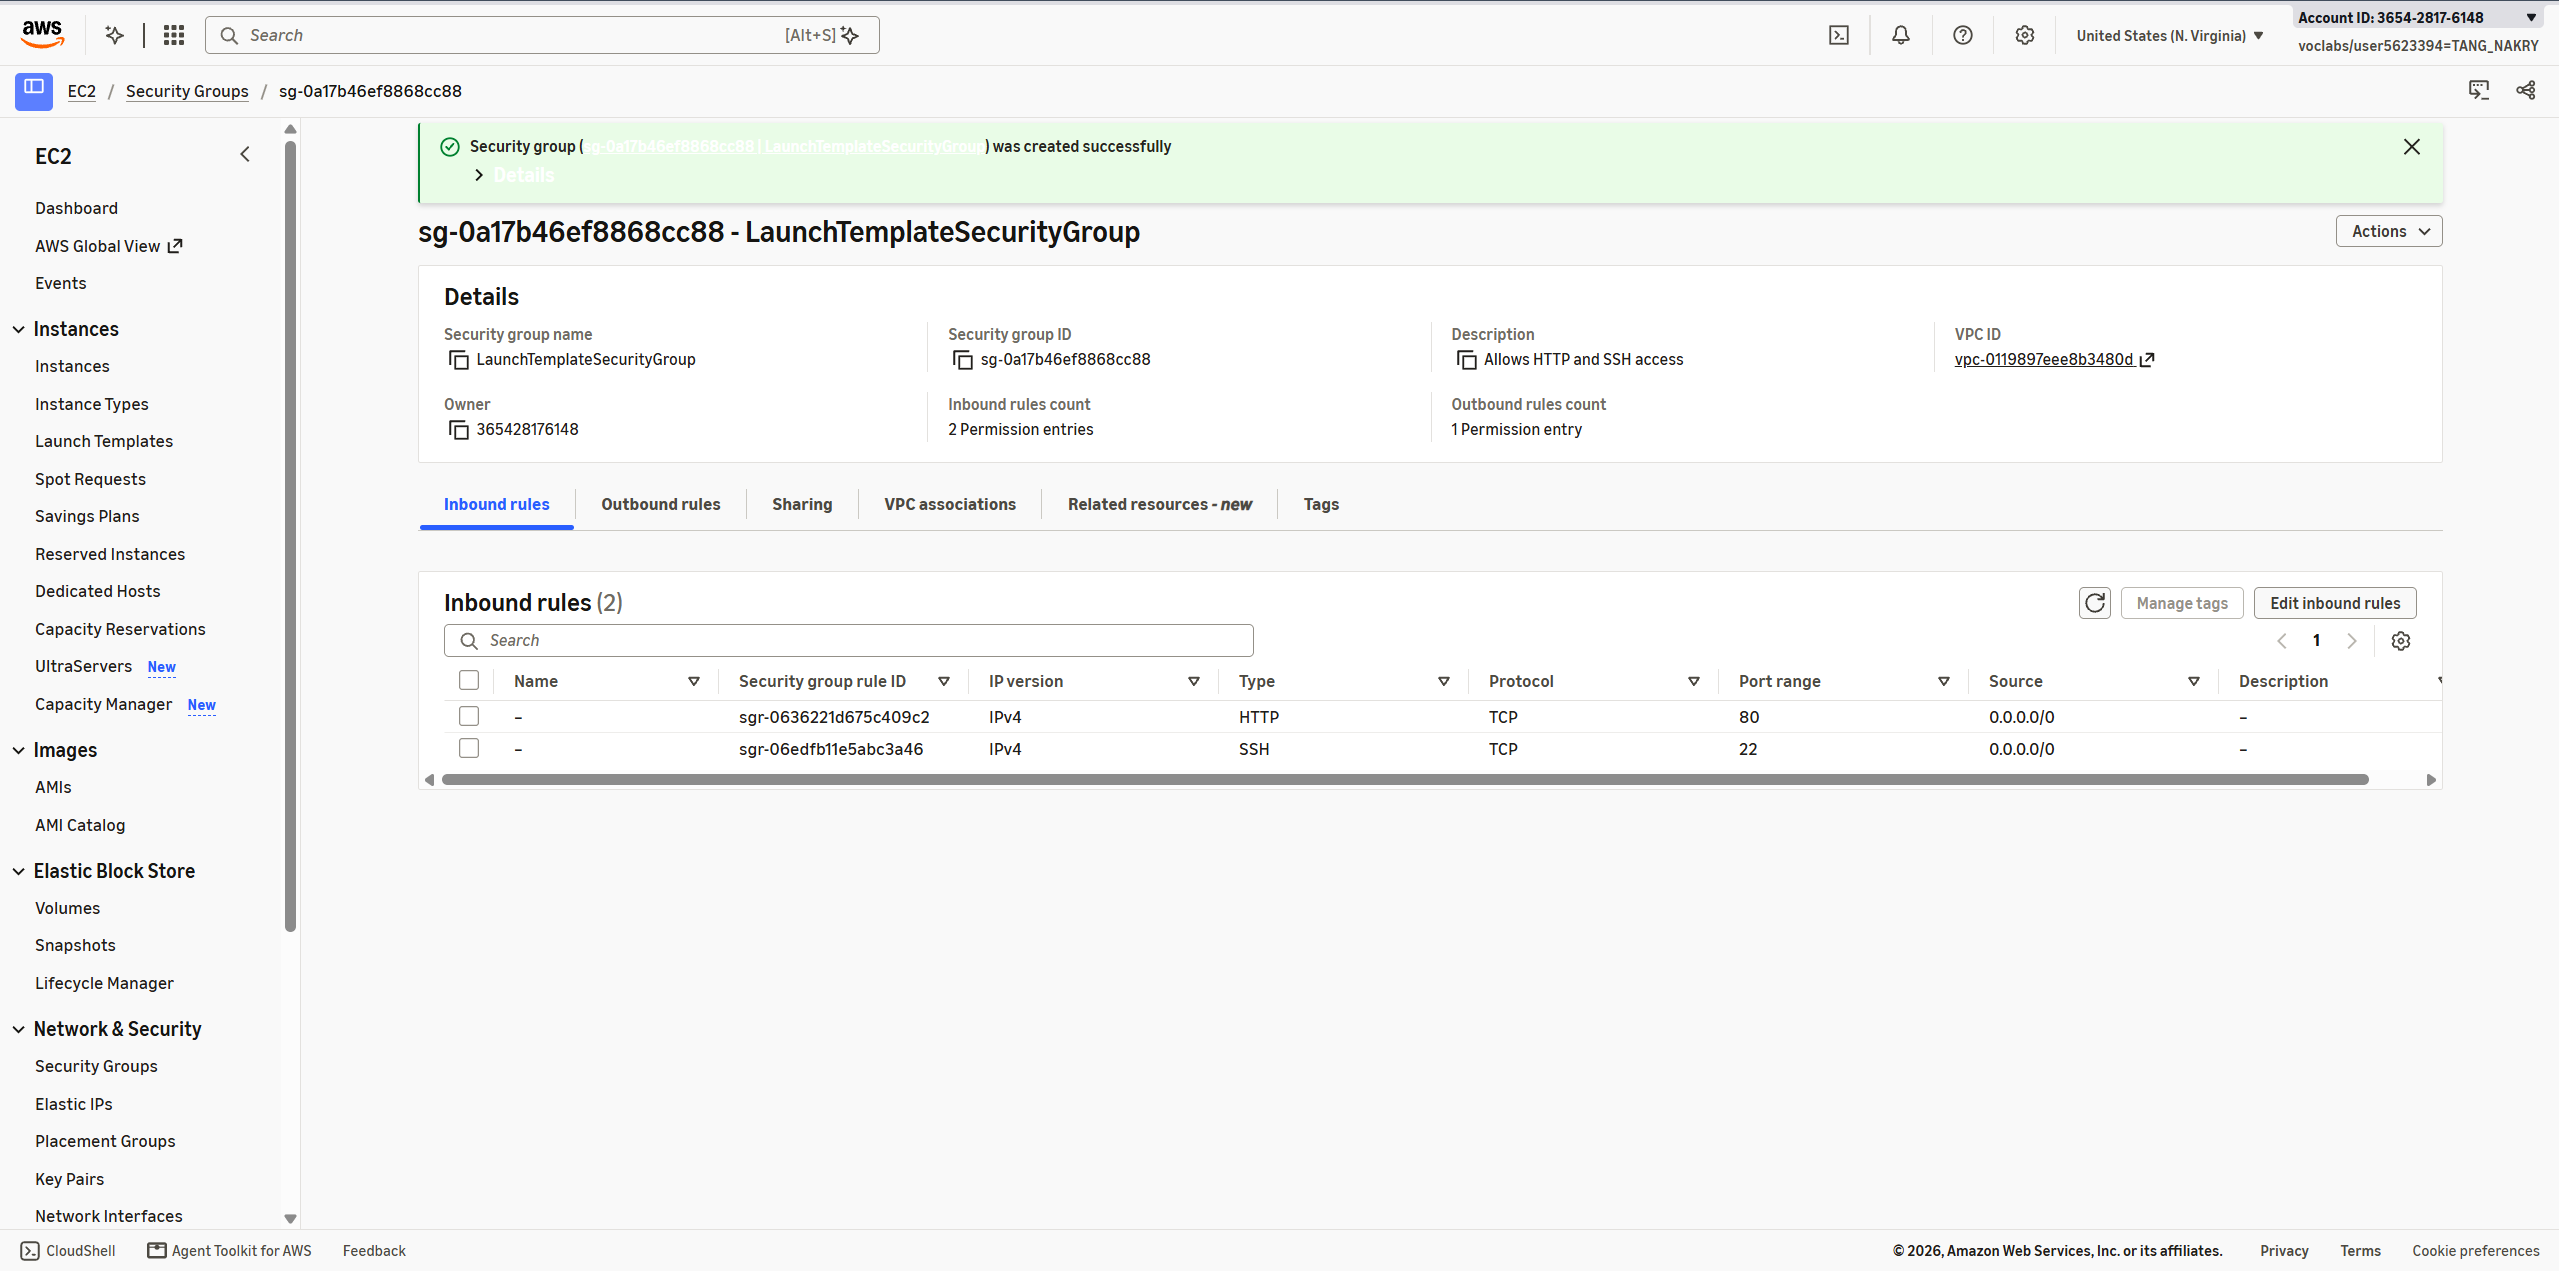 aws
Search
[Alt+S]
United States (N. Virginia)
Account ID: 3654-2817-6148
voclabs/user5623394=TANG_NAKRY
EC2 / Security Groups / sg-0a17b46ef8868cc88
EC2
Dashboard
AWS Global View
Events
Instances
Instances
Instance Types
Launch Templates
Spot Requests
Savings Plans
Reserved Instances
Dedicated Hosts
Capacity Reservations
UltraServers New
Capacity Manager New
Images
AMIs
AMI Catalog
Elastic Block Store
Volumes
Snapshots
Lifecycle Manager
Network & Security
Security Groups
Elastic IPs
Placement Groups
Key Pairs
Network Interfaces
Security group (sg-0a17b46ef8868cc88 | LaunchTemplateSecurityGroup) was created successfully
Details
sg-0a17b46ef8868cc88 - LaunchTemplateSecurityGroup
Actions
Details
Security group name
LaunchTemplateSecurityGroup
Security group ID
sg-0a17b46ef8868cc88
Description
Allows HTTP and SSH access
VPC ID
vpc-0119897eee8b3480d
Owner
365428176148
Inbound rules count
2 Permission entries
Outbound rules count
1 Permission entry
Inbound rules Outbound rules Sharing VPC associations Related resources - new Tags
Inbound rules (2)
Manage tags
Edit inbound rules
Search
1
Name Security group rule ID IP version Type Protocol Port range Source Description
– sgr-0636221d675c409c2 IPv4 HTTP TCP 80 0.0.0.0/0 –
– sgr-06edfb11e5abc3a46 IPv4 SSH TCP 22 0.0.0.0/0 –
CloudShell Agent Toolkit for AWS Feedback
© 2026, Amazon Web Services, Inc. or its affiliates. Privacy Terms Cookie preferences